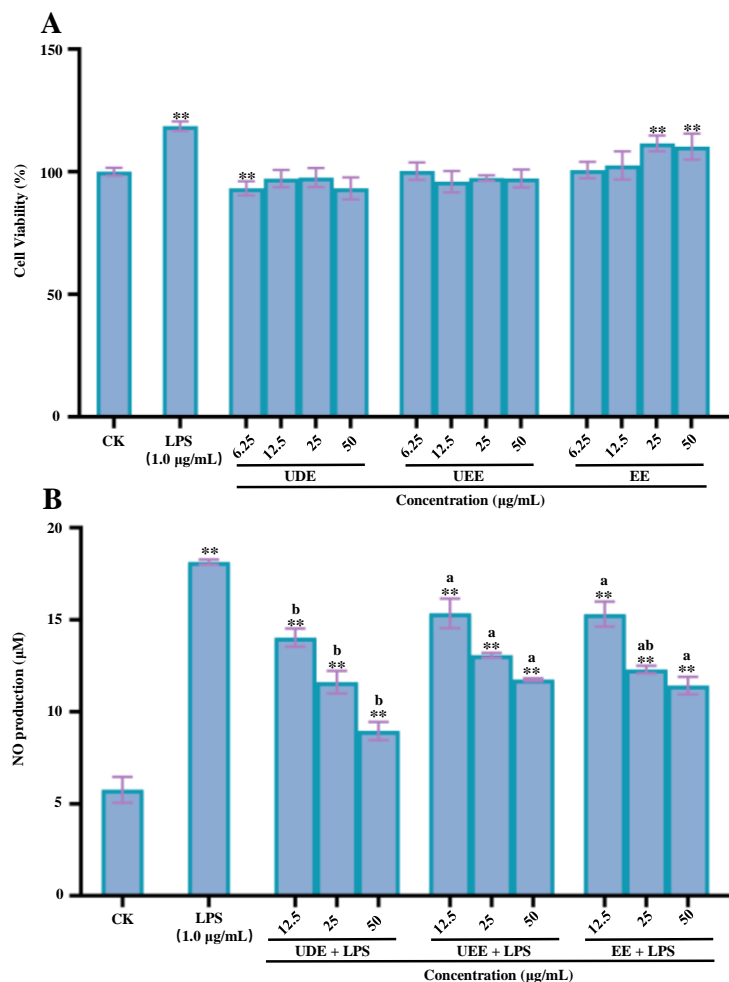 A
150
100
50
0
Cell Viability (%)
**
**
**
**
CK
LPS
(1.0 μg/mL)
6.25
12.5
25
50
6.25
12.5
25
50
6.25
12.5
25
50
UDE
UEE
EE
Concentration (μg/mL)
B
20
15
10
5
0
NO production (μM)
**
b
**
b
**
b
**
a
**
a
**
a
**
a
**
ab
**
a
**
CK
LPS
(1.0 μg/mL)
12.5
25
50
12.5
25
50
12.5
25
50
UDE + LPS
UEE + LPS
EE + LPS
Concentration (μg/mL)